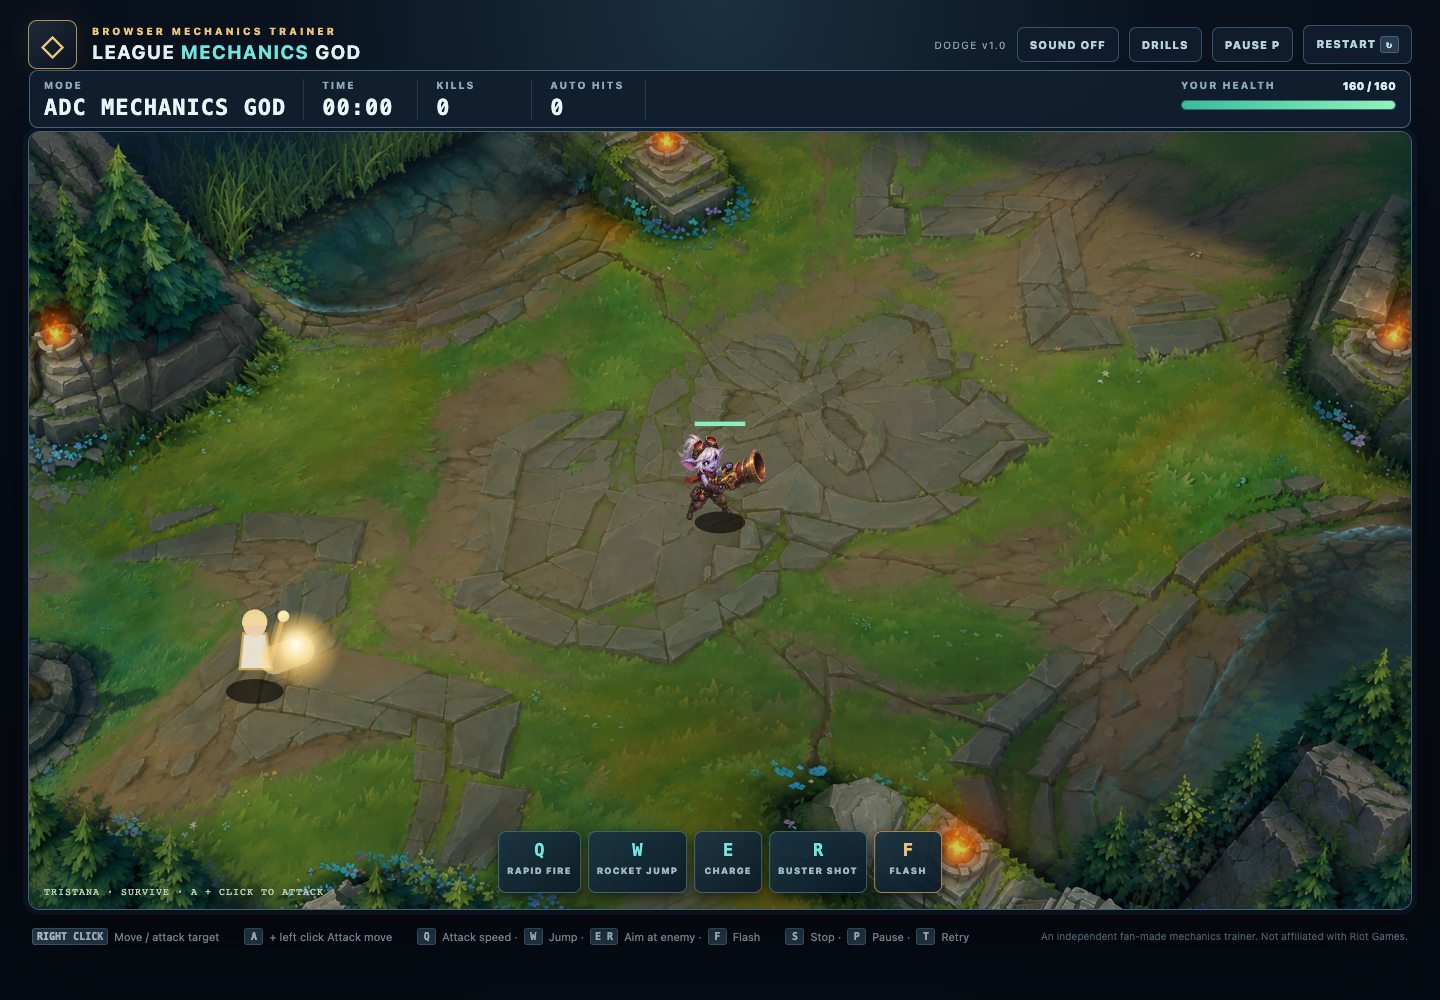 BROWSER MECHANICS TRAINER
LEAGUE MECHANICS GOD
DODGE v1.0
SOUND OFF
DRILLS
PAUSE P
RESTART ↻
MODE
ADC MECHANICS GOD
TIME
00:00
KILLS
0
AUTO HITS
0
YOUR HEALTH
160 / 160
Q
RAPID FIRE
W
ROCKET JUMP
E
CHARGE
R
BUSTER SHOT
F
FLASH
TRISTANA · SURVIVE · A + CLICK TO ATTACK
RIGHT CLICK Move / attack target A + left click Attack move Q Attack speed · W Jump · E R Aim at enemy · F Flash S Stop · P Pause · T Retry
An independent fan-made mechanics trainer. Not affiliated with Riot Games.